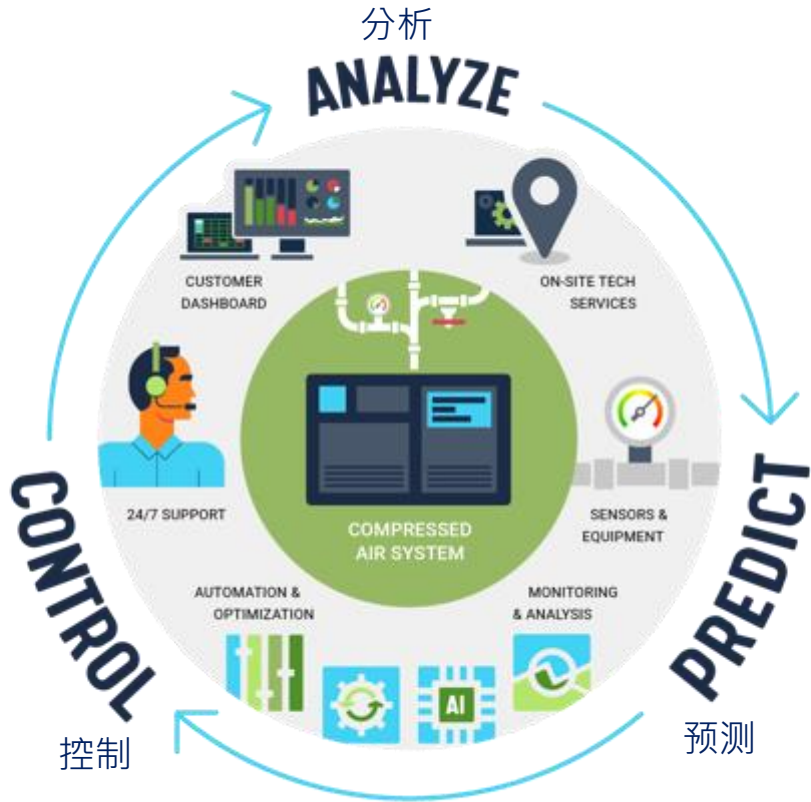 分析
ANALYZE
CUSTOMER
DASHBOARD
ON-SITE TECH
SERVICES
24/7 SUPPORT
COMPRESSED
AIR SYSTEM
SENSORS &
EQUIPMENT
AUTOMATION &
OPTIMIZATION
MONITORING
& ANALYSIS
AI
CONTROL
控制
PREDICT
预测